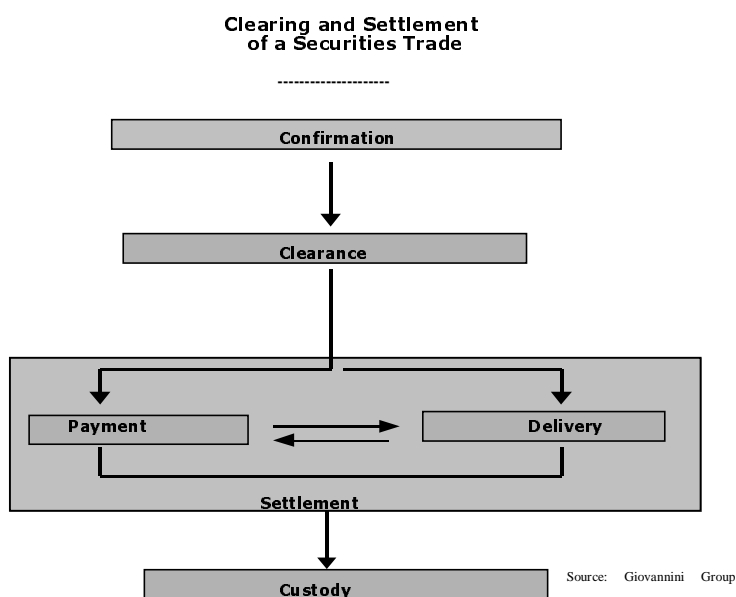 Clearing and Settlement
of a Securities Trade
---------------------
Confirmation
Clearance
Payment
Delivery
Settlement
Custody
Source: Giovannini Group